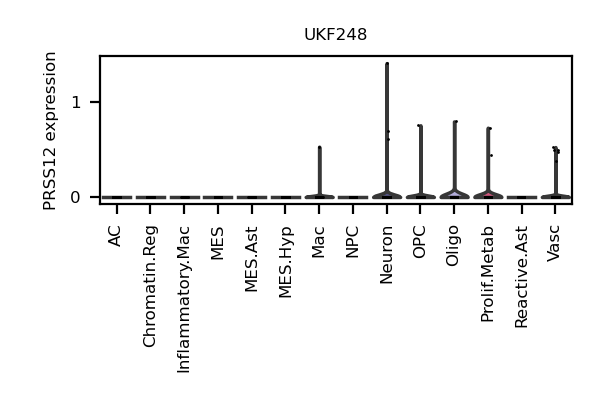 UKF248
PRSS12 expression
1
0
AC
Chromatin.Reg
Inflammatory.Mac
MES
MES.Ast
MES.Hyp
Mac
NPC
Neuron
OPC
Oligo
Prolif.Metab
Reactive.Ast
Vasc